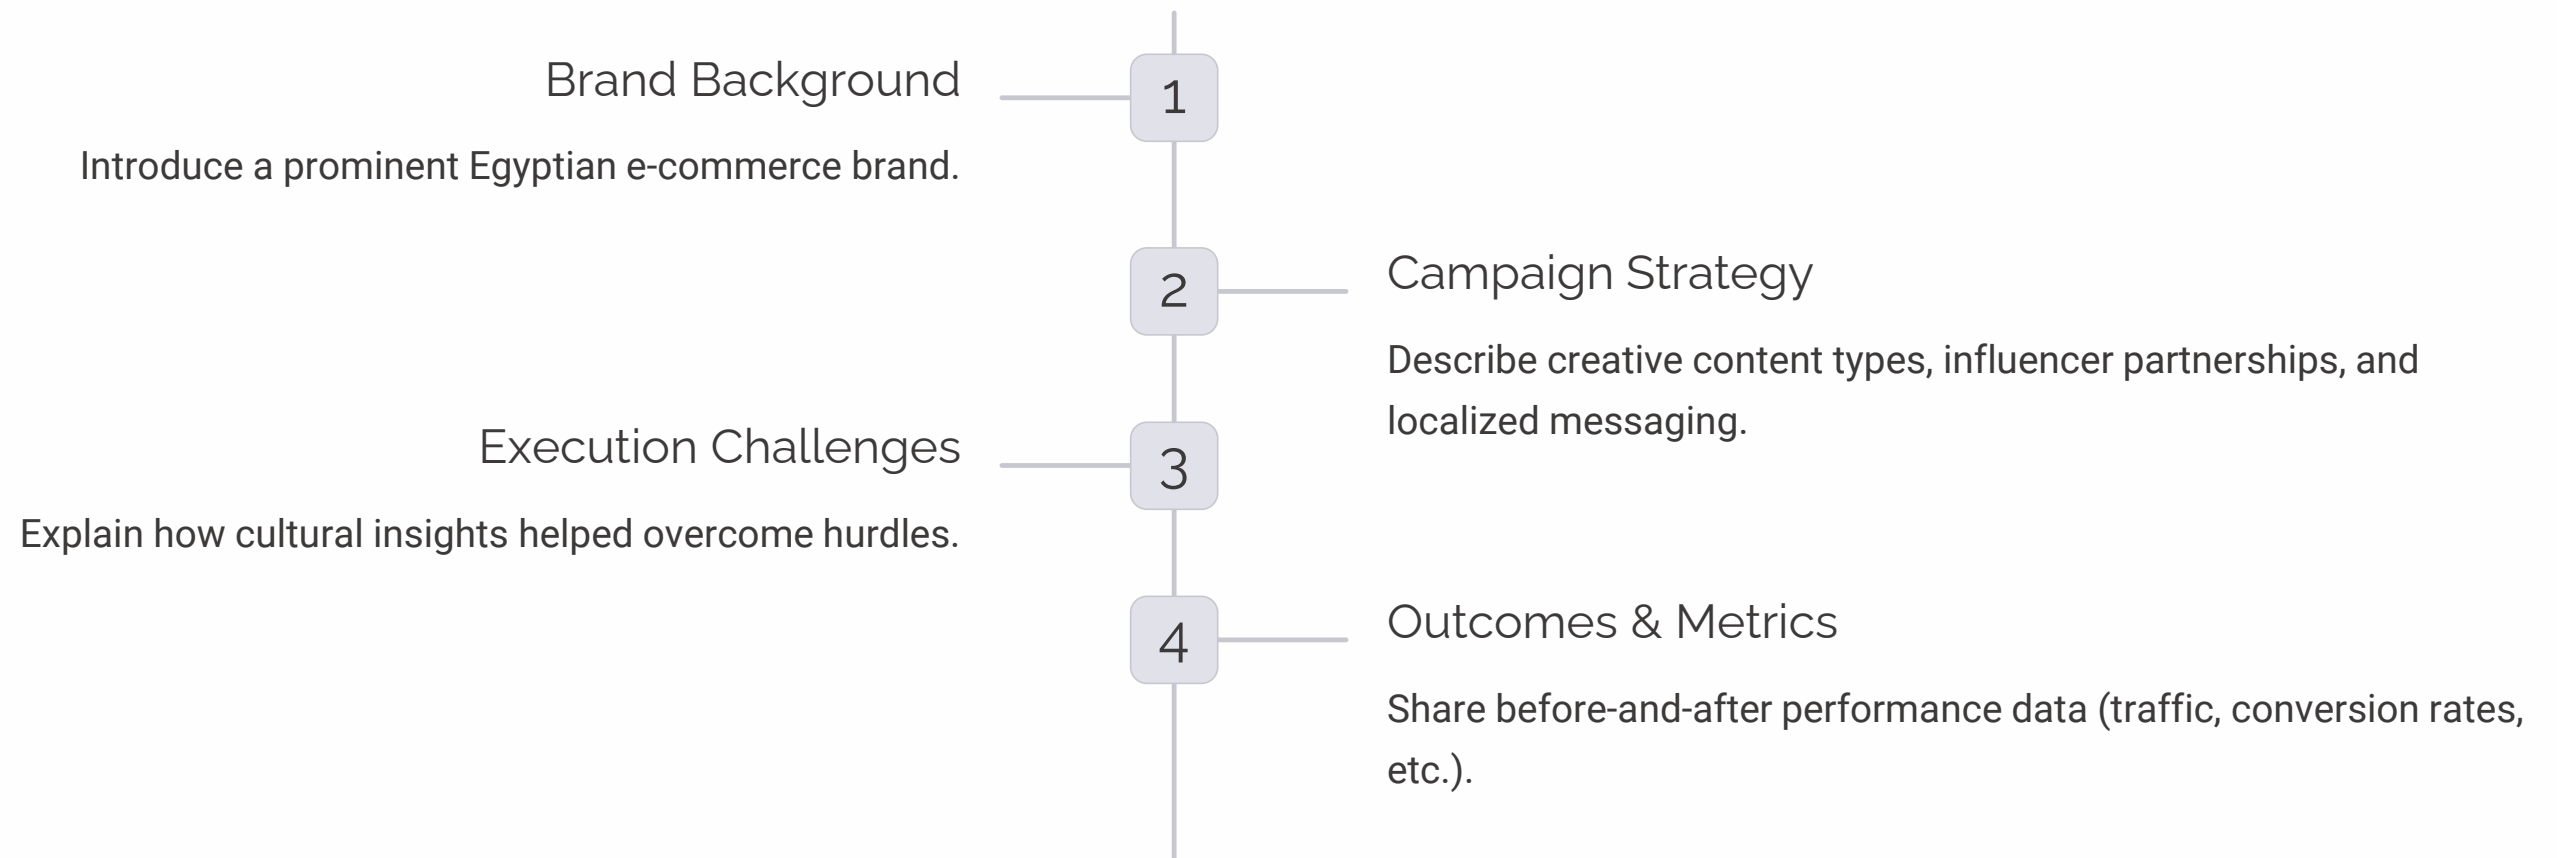 1
Brand Background
Introduce a prominent Egyptian e-commerce brand.
2
Campaign Strategy
Describe creative content types, influencer partnerships, and
localized messaging.
3
Execution Challenges
Explain how cultural insights helped overcome hurdles.
4
Outcomes & Metrics
Share before-and-after performance data (traffic, conversion rates,
etc.).